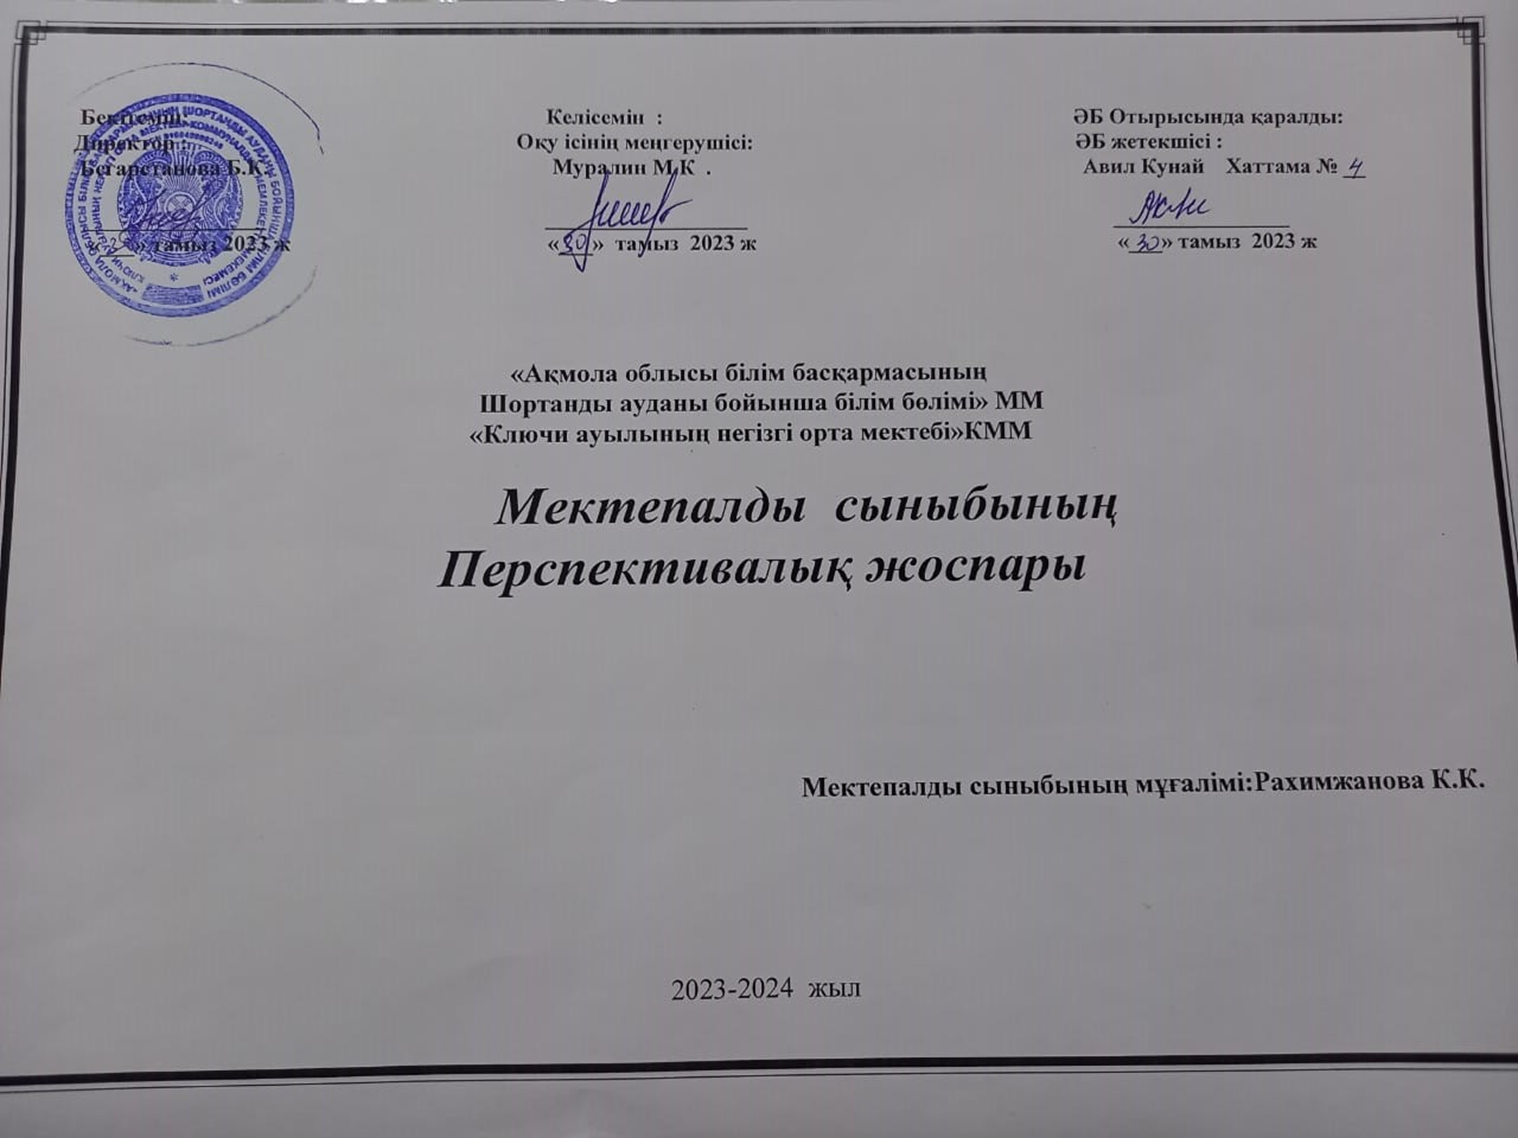 Бекітемін:
Директор :
Бегарстанова Б.К.
» тамыз 2023 ж
Келісемін :
Оқу ісінің меңгерушісі:
Муралин М.К .
«30» тамыз 2023 ж
ӘБ Отырысында қаралды:
ӘБ жетекшісі :
Авил Кунай Хаттама № 4
«30» тамыз 2023 ж
«Ақмола облысы білім басқармасының
Шортанды ауданы бойынша білім бөлімі» ММ
«Ключи ауылының негізгі орта мектебі»КММ
Мектепалды сыныбының
Перспективалық жоспары
Мектепалды сыныбының мұғалімі:Рахимжанова К.К.
2023-2024 жыл